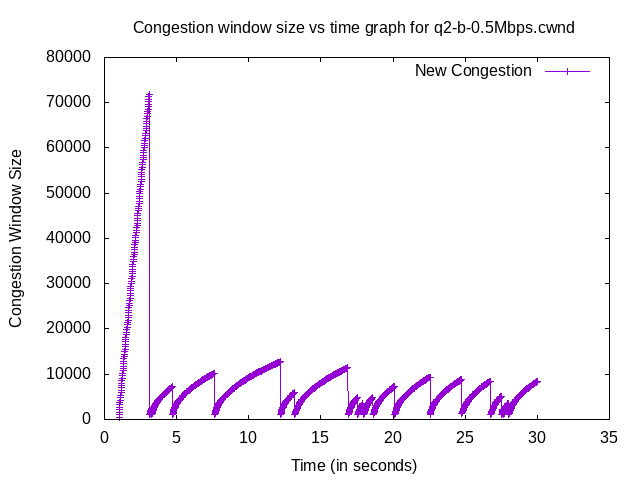 Congestion window size vs time graph for q2-b-0.5Mbps.cwnd
New Congestion
Congestion Window Size
80000
70000
60000
50000
40000
30000
20000
10000
0
0 5 10 15 20 25 30 35
Time (in seconds)